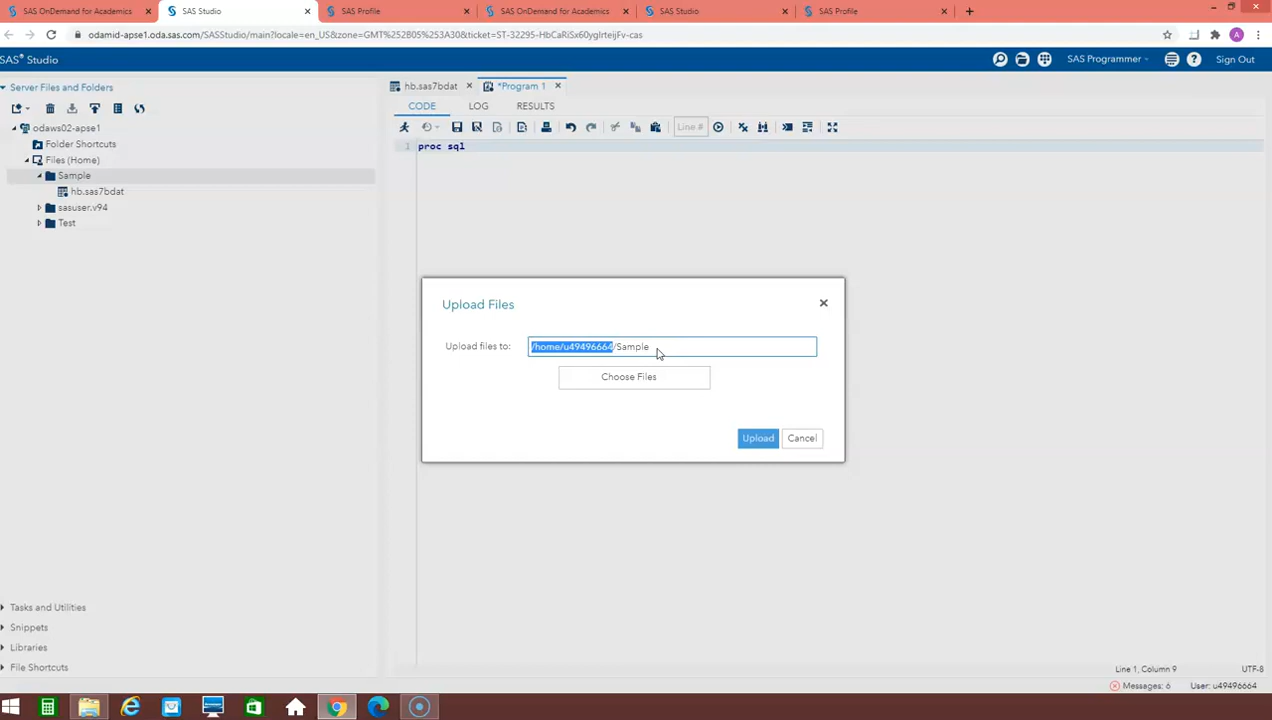 SAS OnDemand for Academics
SAS Studio
SAS Profile
SAS OnDemand for Academics
SAS Studio
SAS Profile
odamid-apse1.oda.sas.com/SASStudio/main?locale=en_US&zone=GMT%252B05%253A30&ticket=ST-32295-HbCaRiSx60yglrteijFv-cas
A
SAS® Studio
SAS Programmer
Sign Out
Server Files and Folders
hb.sas7bdat
*Program 1
CODE
LOG
RESULTS
odaws02-apse1
Line #
Folder Shortcuts
1 proc sql
Files (Home)
Sample
hb.sas7bdat
sasuser.v94
Test
Upload Files
Upload files to:
/home/u49496664/Sample
Choose Files
Upload
Cancel
Tasks and Utilities
Snippets
Libraries
File Shortcuts
Line 1, Column 9
UTF-8
Messages: 6
User: u49496664